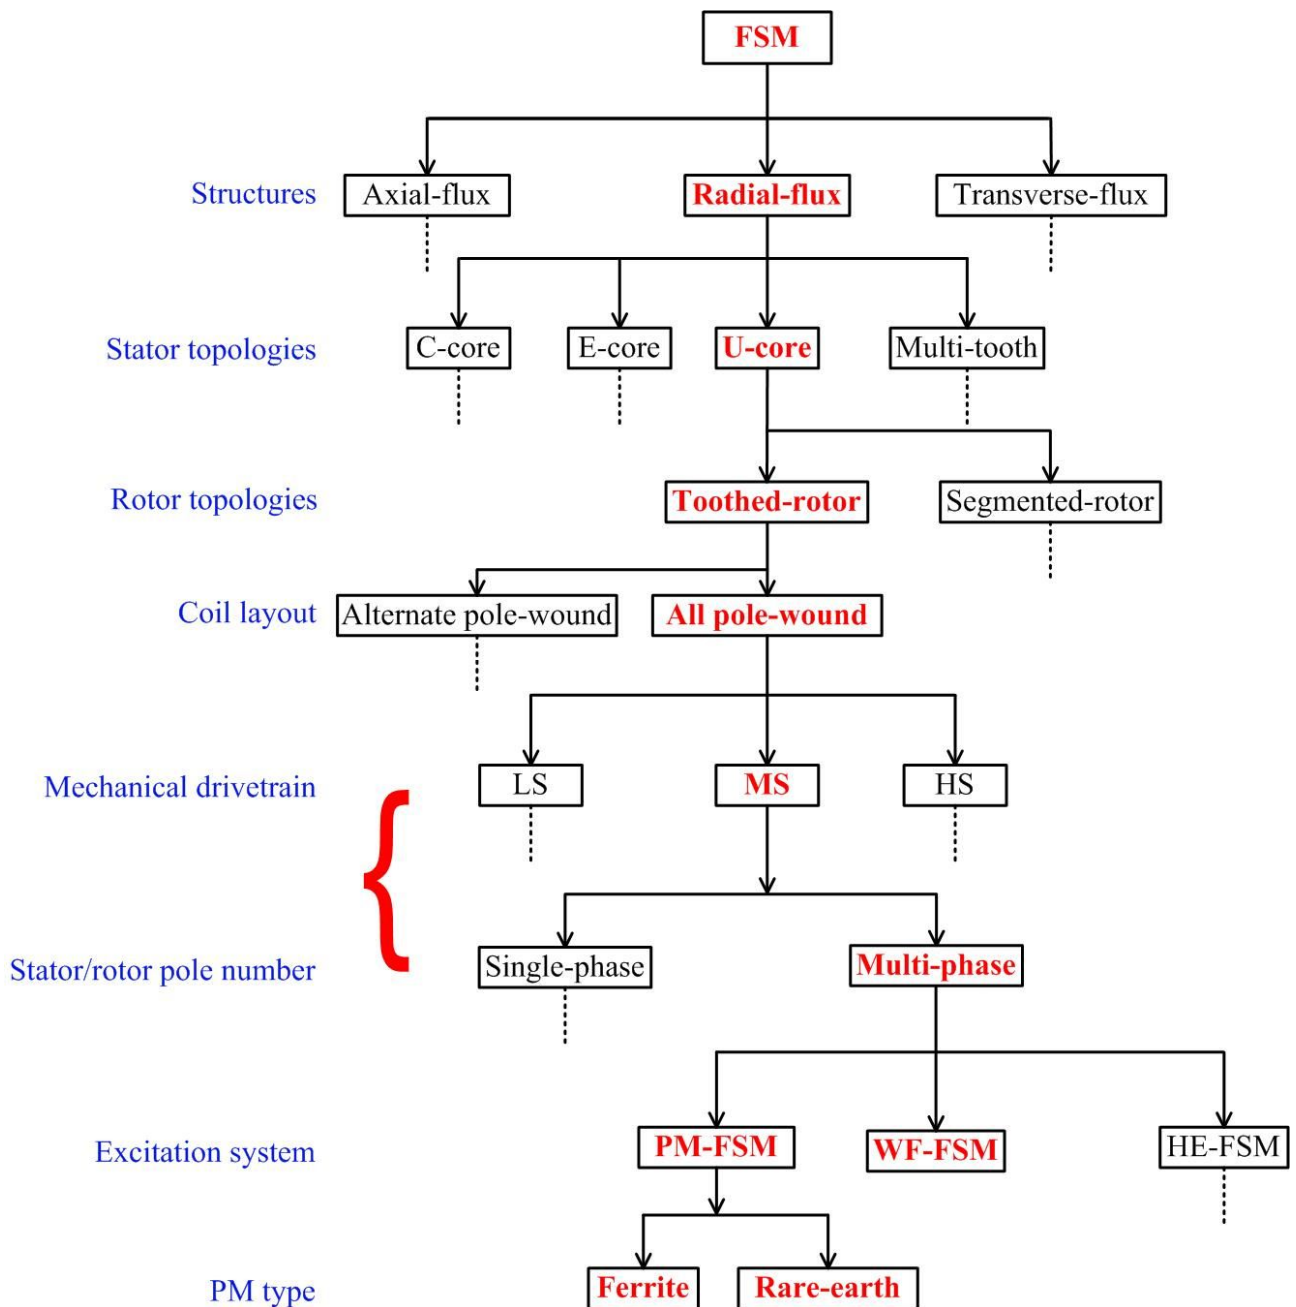 FSM
Structures
Axial-flux
Radial-flux
Transverse-flux
Stator topologies
C-core
E-core
U-core
Multi-tooth
Rotor topologies
Toothed-rotor
Segmented-rotor
Coil layout
Alternate pole-wound
All pole-wound
Mechanical drivetrain
LS
MS
HS
Stator/rotor pole number
Single-phase
Multi-phase
Excitation system
PM-FSM
WF-FSM
HE-FSM
PM type
Ferrite
Rare-earth